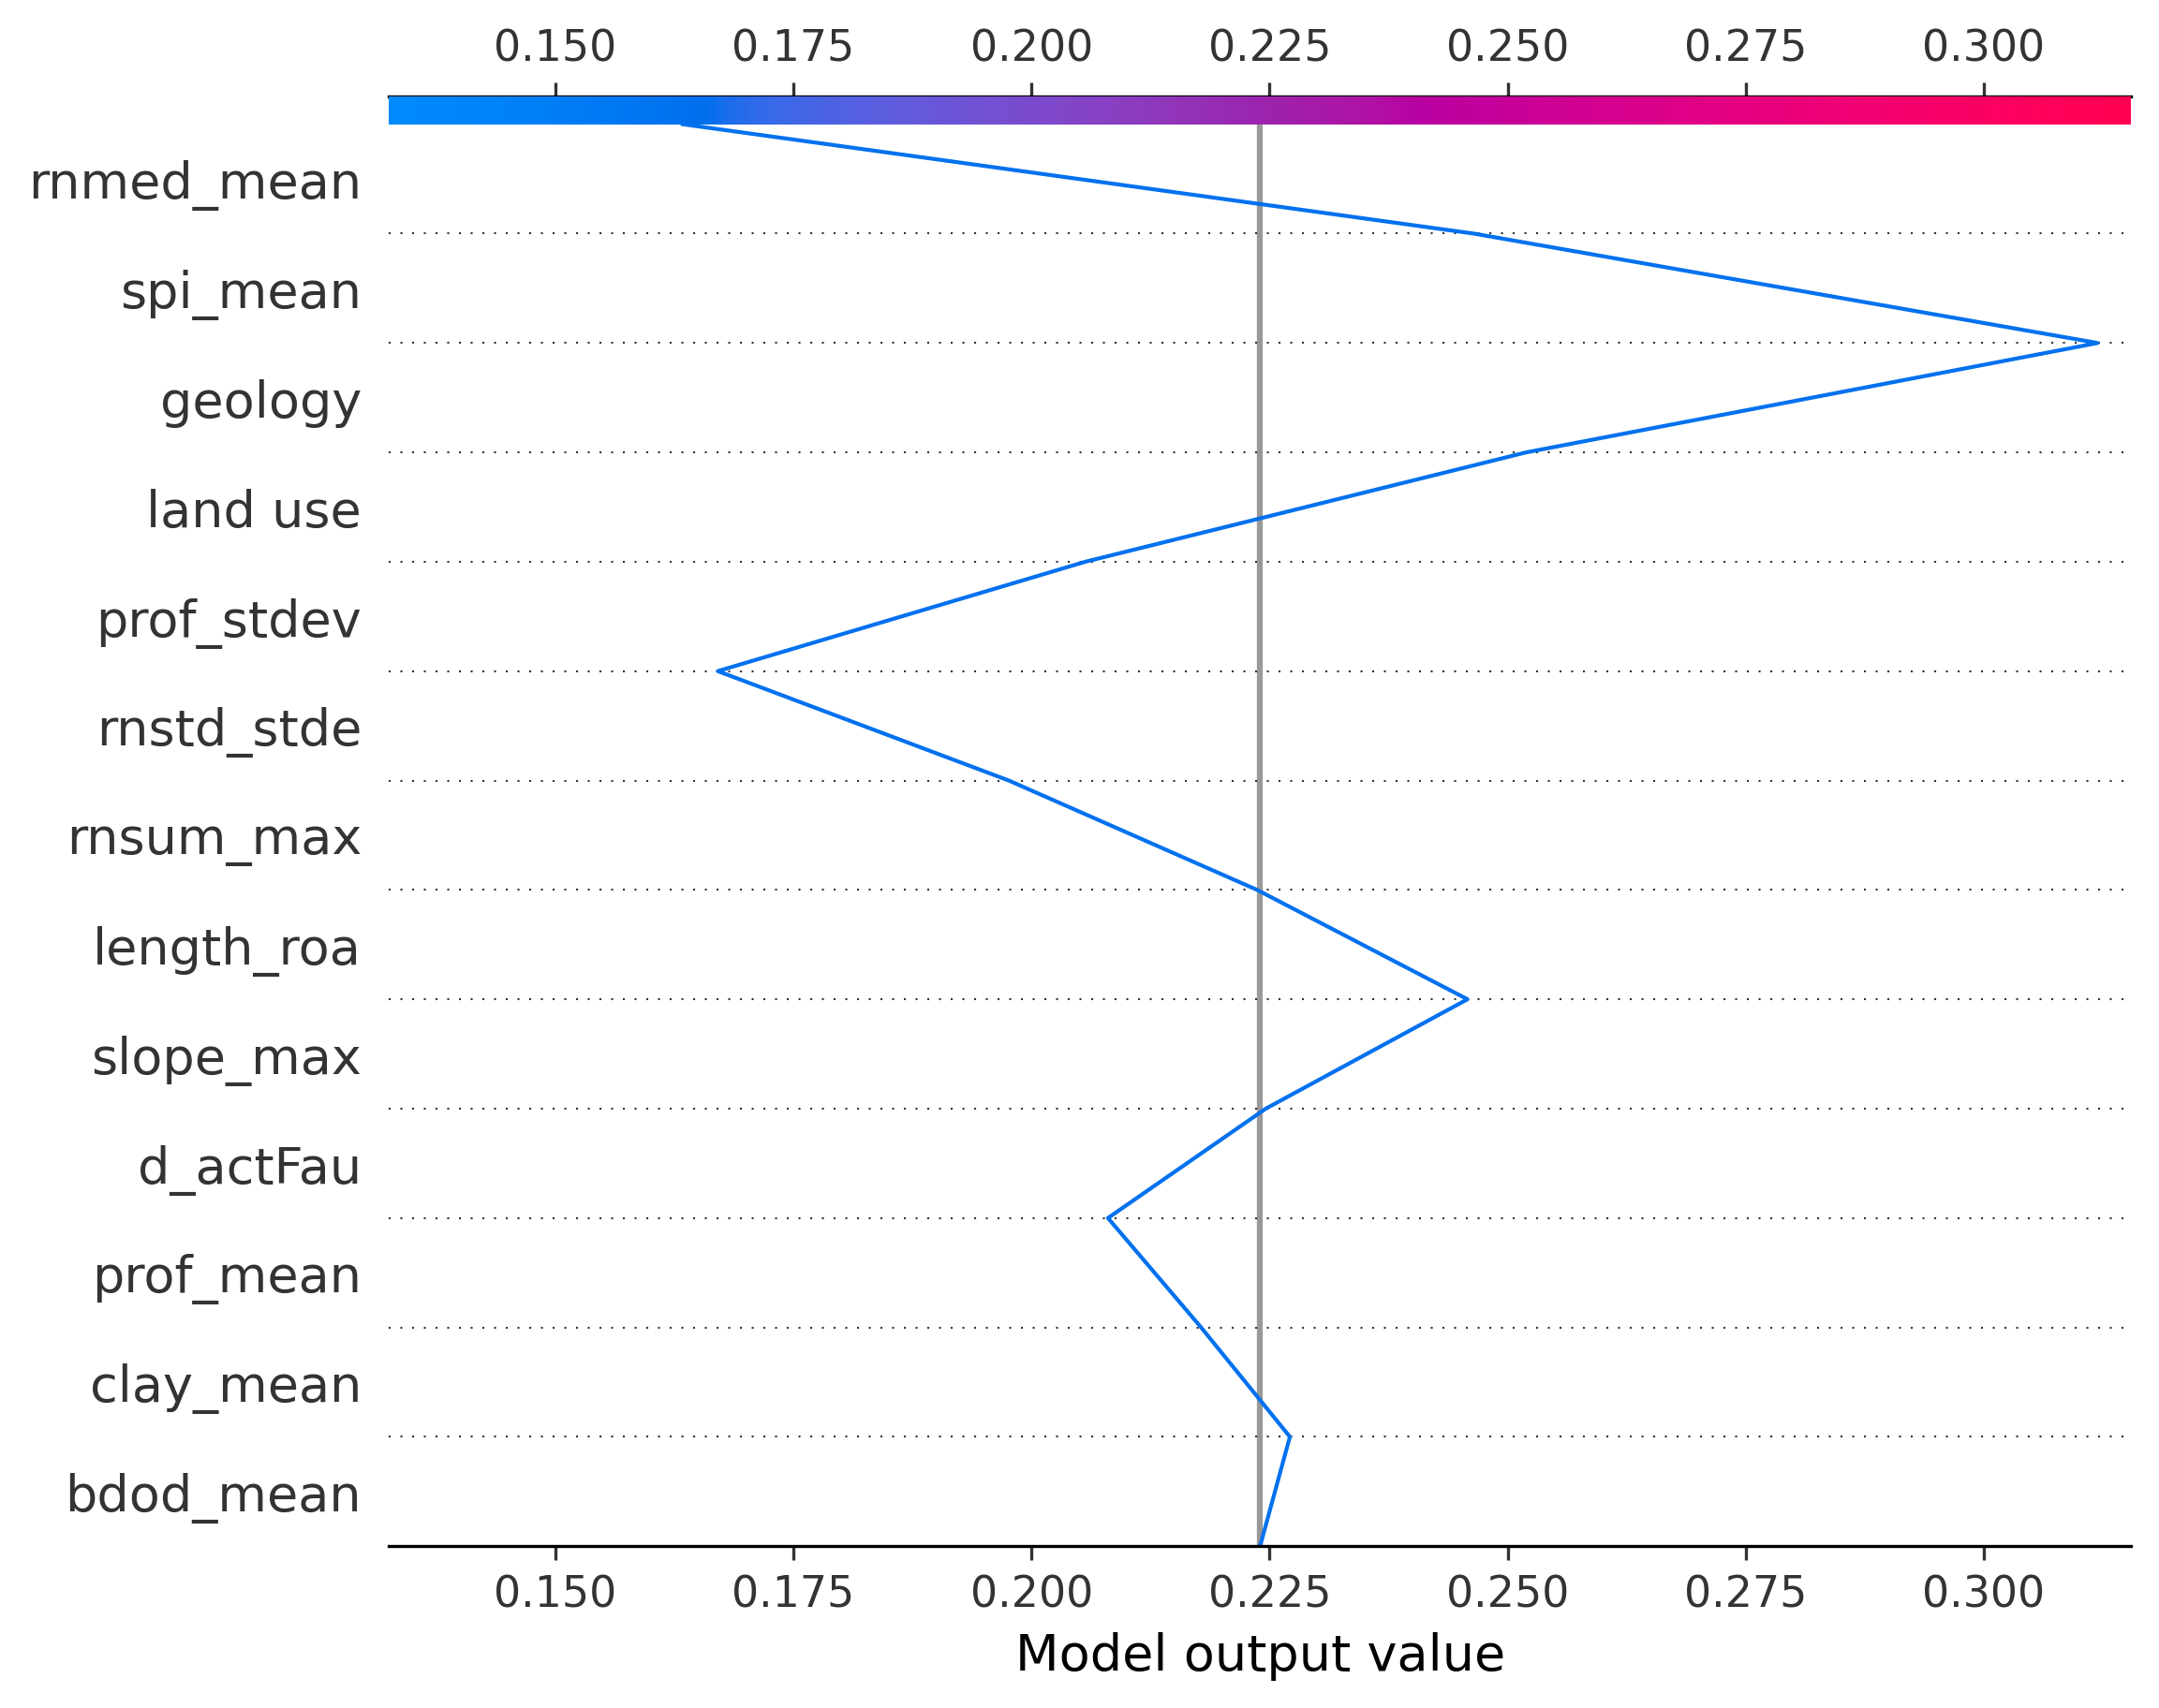 0.150 0.175 0.200 0.225 0.250 0.275 0.300
rnmed_mean
spi_mean
geology
land use
prof_stdev
rnstd_stde
rnsum_max
length_roa
slope_max
d_actFau
prof_mean
clay_mean
bdod_mean
0.150 0.175 0.200 0.225 0.250 0.275 0.300
Model output value